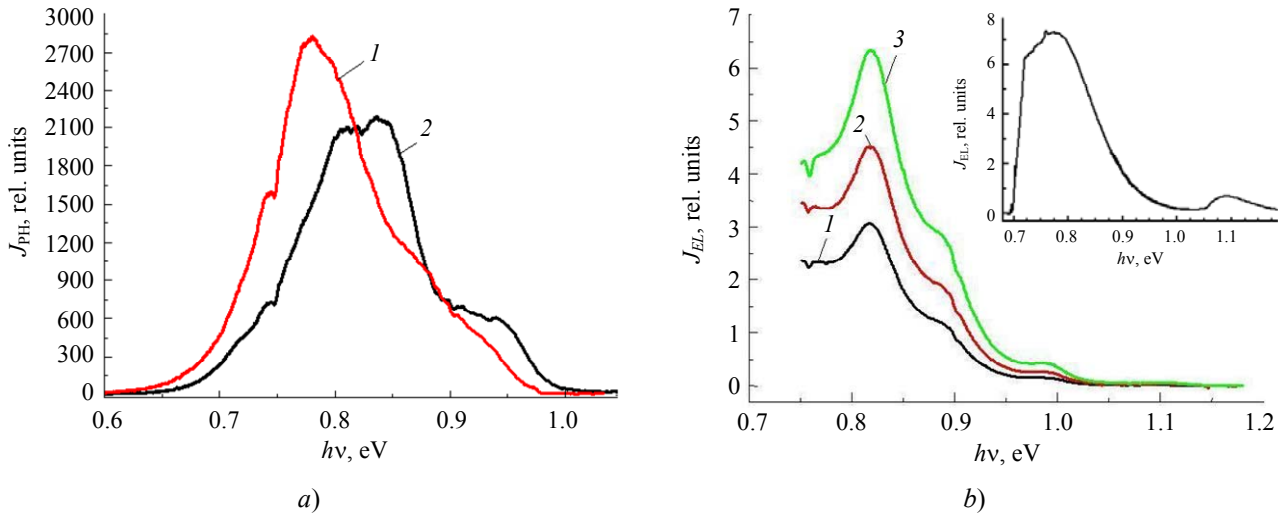 3000
2700
2400
2100
1800
1500
1200
900
600
300
0
J_PH, rel. units
1
2
0.6 0.7 0.8 0.9 1.0
hν, eV
a)
7
6
5
4
3
2
1
0
J_EL, rel. units
3
2
1
0.7 0.8 0.9 1.0 1.1 1.2
hν, eV
8
6
4
2
0
J_EL, rel. units
0.7 0.8 0.9 1.0 1.1
hν, eV
b)